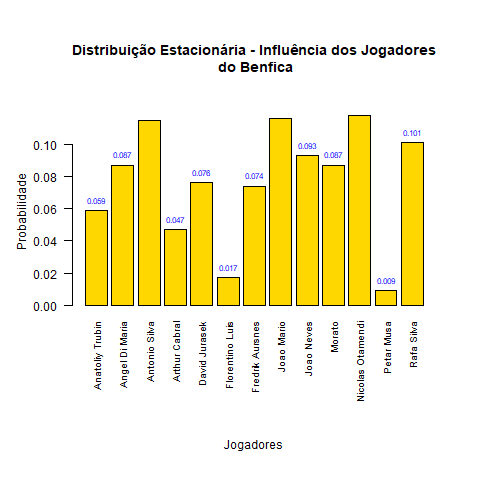 Distribuição Estacionária - Influência dos Jogadores
do Benfica
Probabilidade
0.10
0.08
0.06
0.04
0.02
0.00
0.059
0.087
0.047
0.076
0.017
0.074
0.093
0.087
0.009
0.101
Anatoliy Trubin
Angel Di Maria
Antonio Silva
Arthur Cabral
David Jurasek
Florentino Luis
Fredrik Aursnes
Joao Mario
Joao Neves
Morato
Nicolas Otamendi
Petar Musa
Rafa Silva
Jogadores